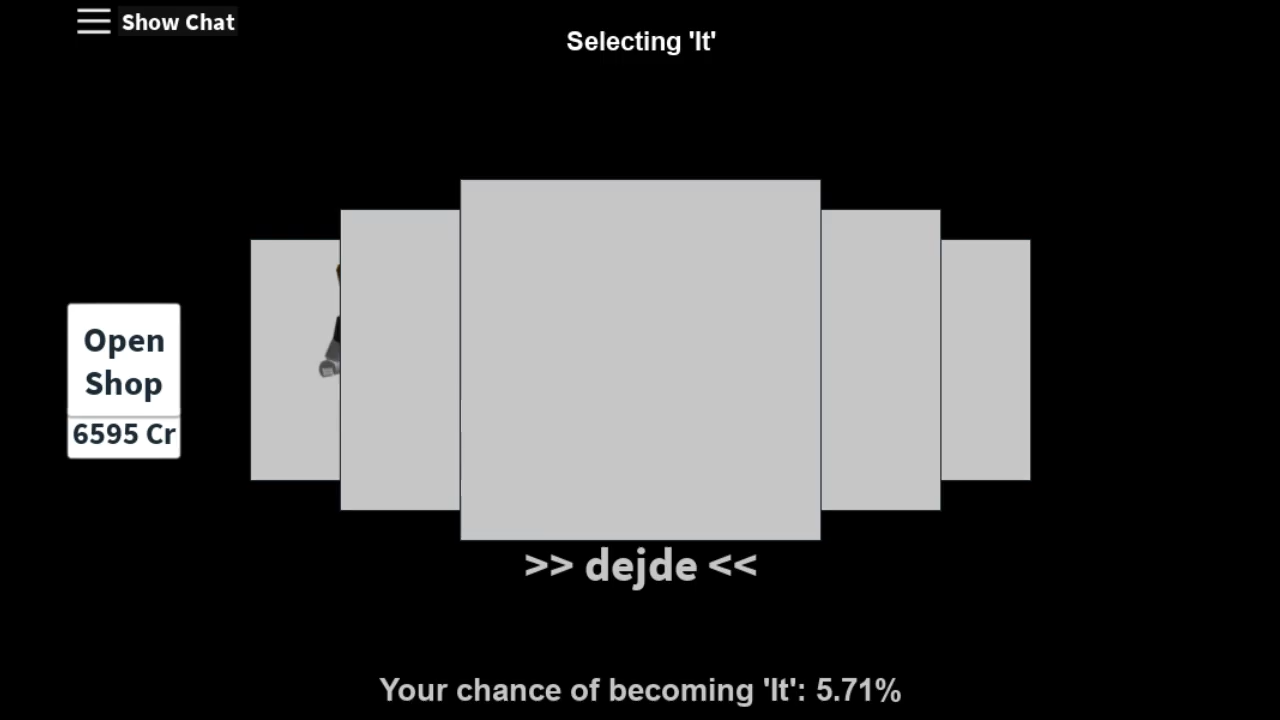 Show Chat
Selecting 'It'
Open
Shop
6595 Cr
>> dejde <<
Your chance of becoming 'It': 5.71%